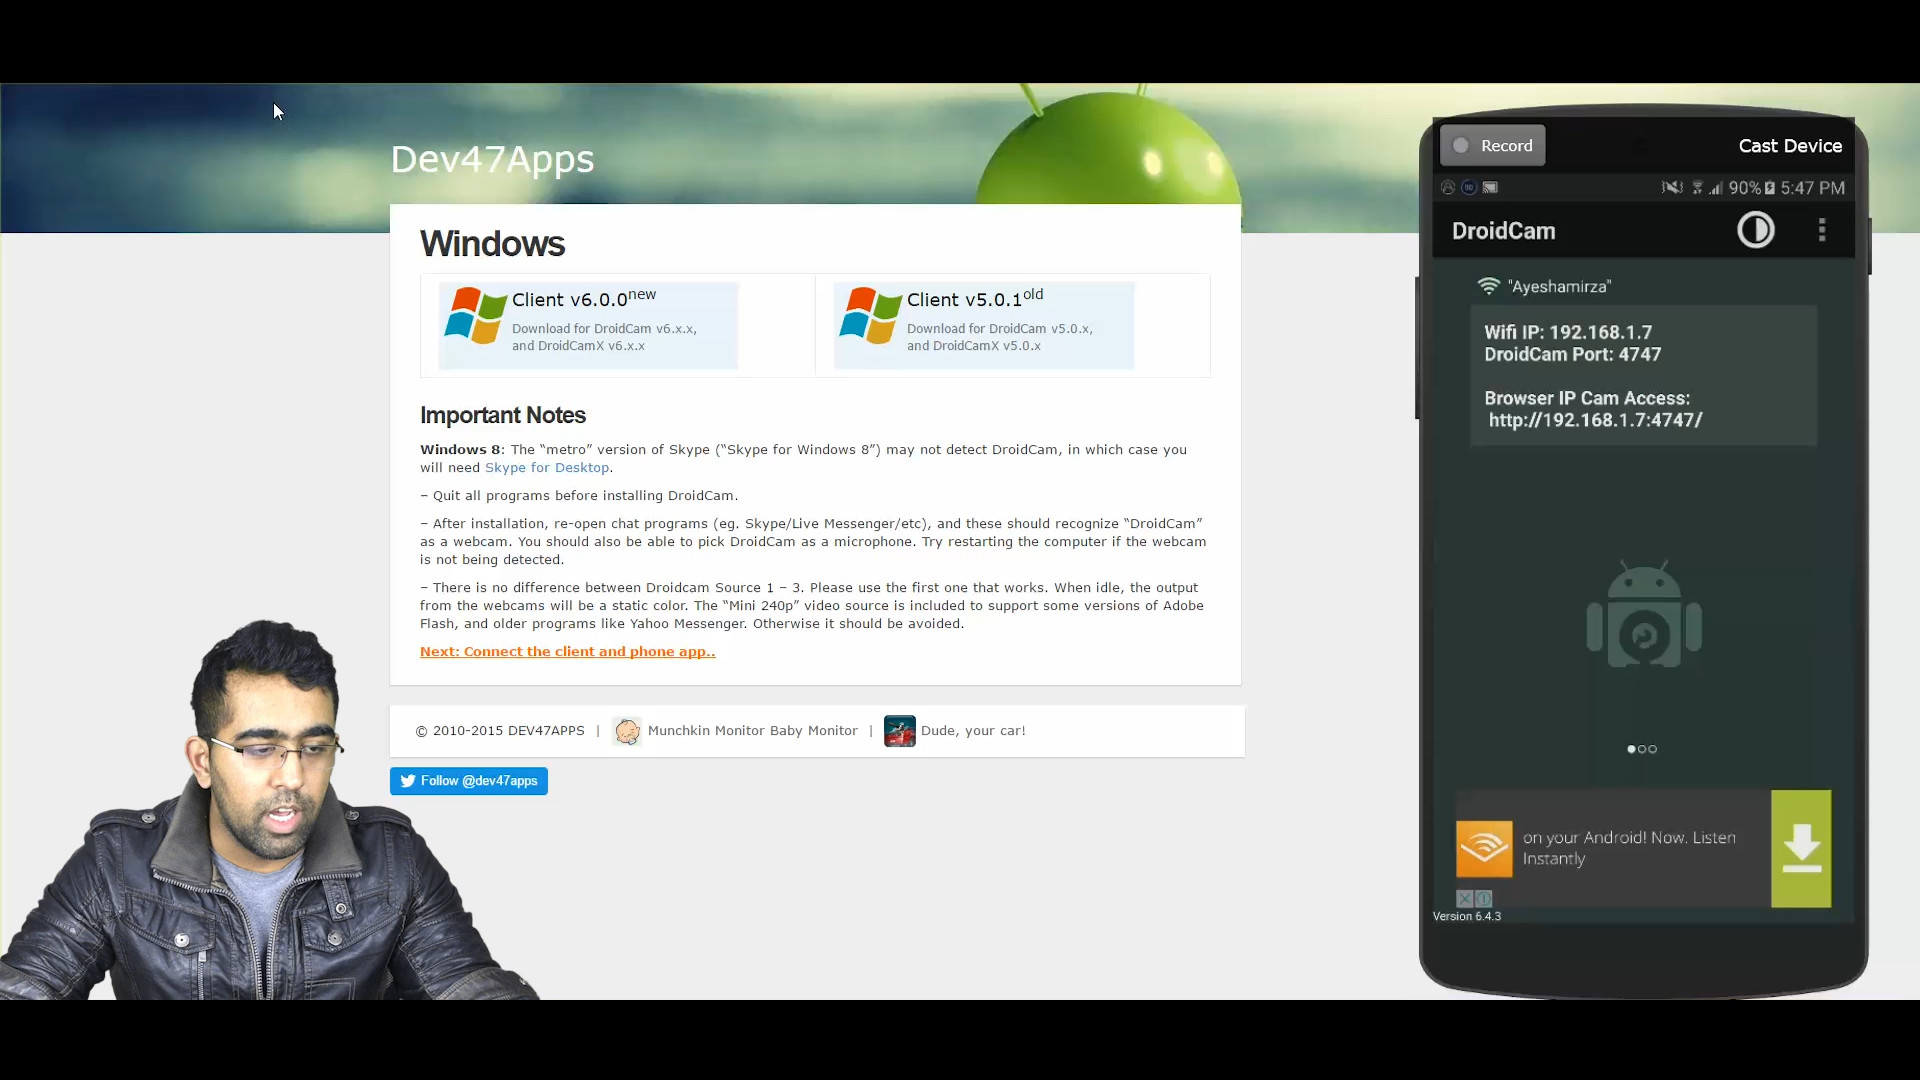 Dev47Apps
Windows
Client v6.0.0new
Download for DroidCam v6.x.x,
and DroidCamX v6.x.x
Client v5.0.1old
Download for DroidCam v5.0.x,
and DroidCamX v5.0.x
Important Notes
Windows 8: The “metro” version of Skype (“Skype for Windows 8”) may not detect DroidCam, in which case you
will need Skype for Desktop.
– Quit all programs before installing DroidCam.
– After installation, re-open chat programs (eg. Skype/Live Messenger/etc), and these should recognize “DroidCam”
as a webcam. You should also be able to pick DroidCam as a microphone. Try restarting the computer if the webcam
is not being detected.
– There is no difference between Droidcam Source 1 – 3. Please use the first one that works. When idle, the output
from the webcams will be a static color. The “Mini 240p” video source is included to support some versions of Adobe
Flash, and older programs like Yahoo Messenger. Otherwise it should be avoided.
Next: Connect the client and phone app..
© 2010-2015 DEV47APPS | Munchkin Monitor Baby Monitor | Dude, your car!
Follow @dev47apps
Record
Cast Device
90% 5:47 PM
DroidCam
"Ayeshamirza"
Wifi IP: 192.168.1.7
DroidCam Port: 4747
Browser IP Cam Access:
http://192.168.1.7:4747/
on your Android! Now. Listen
Instantly
Version 6.4.3